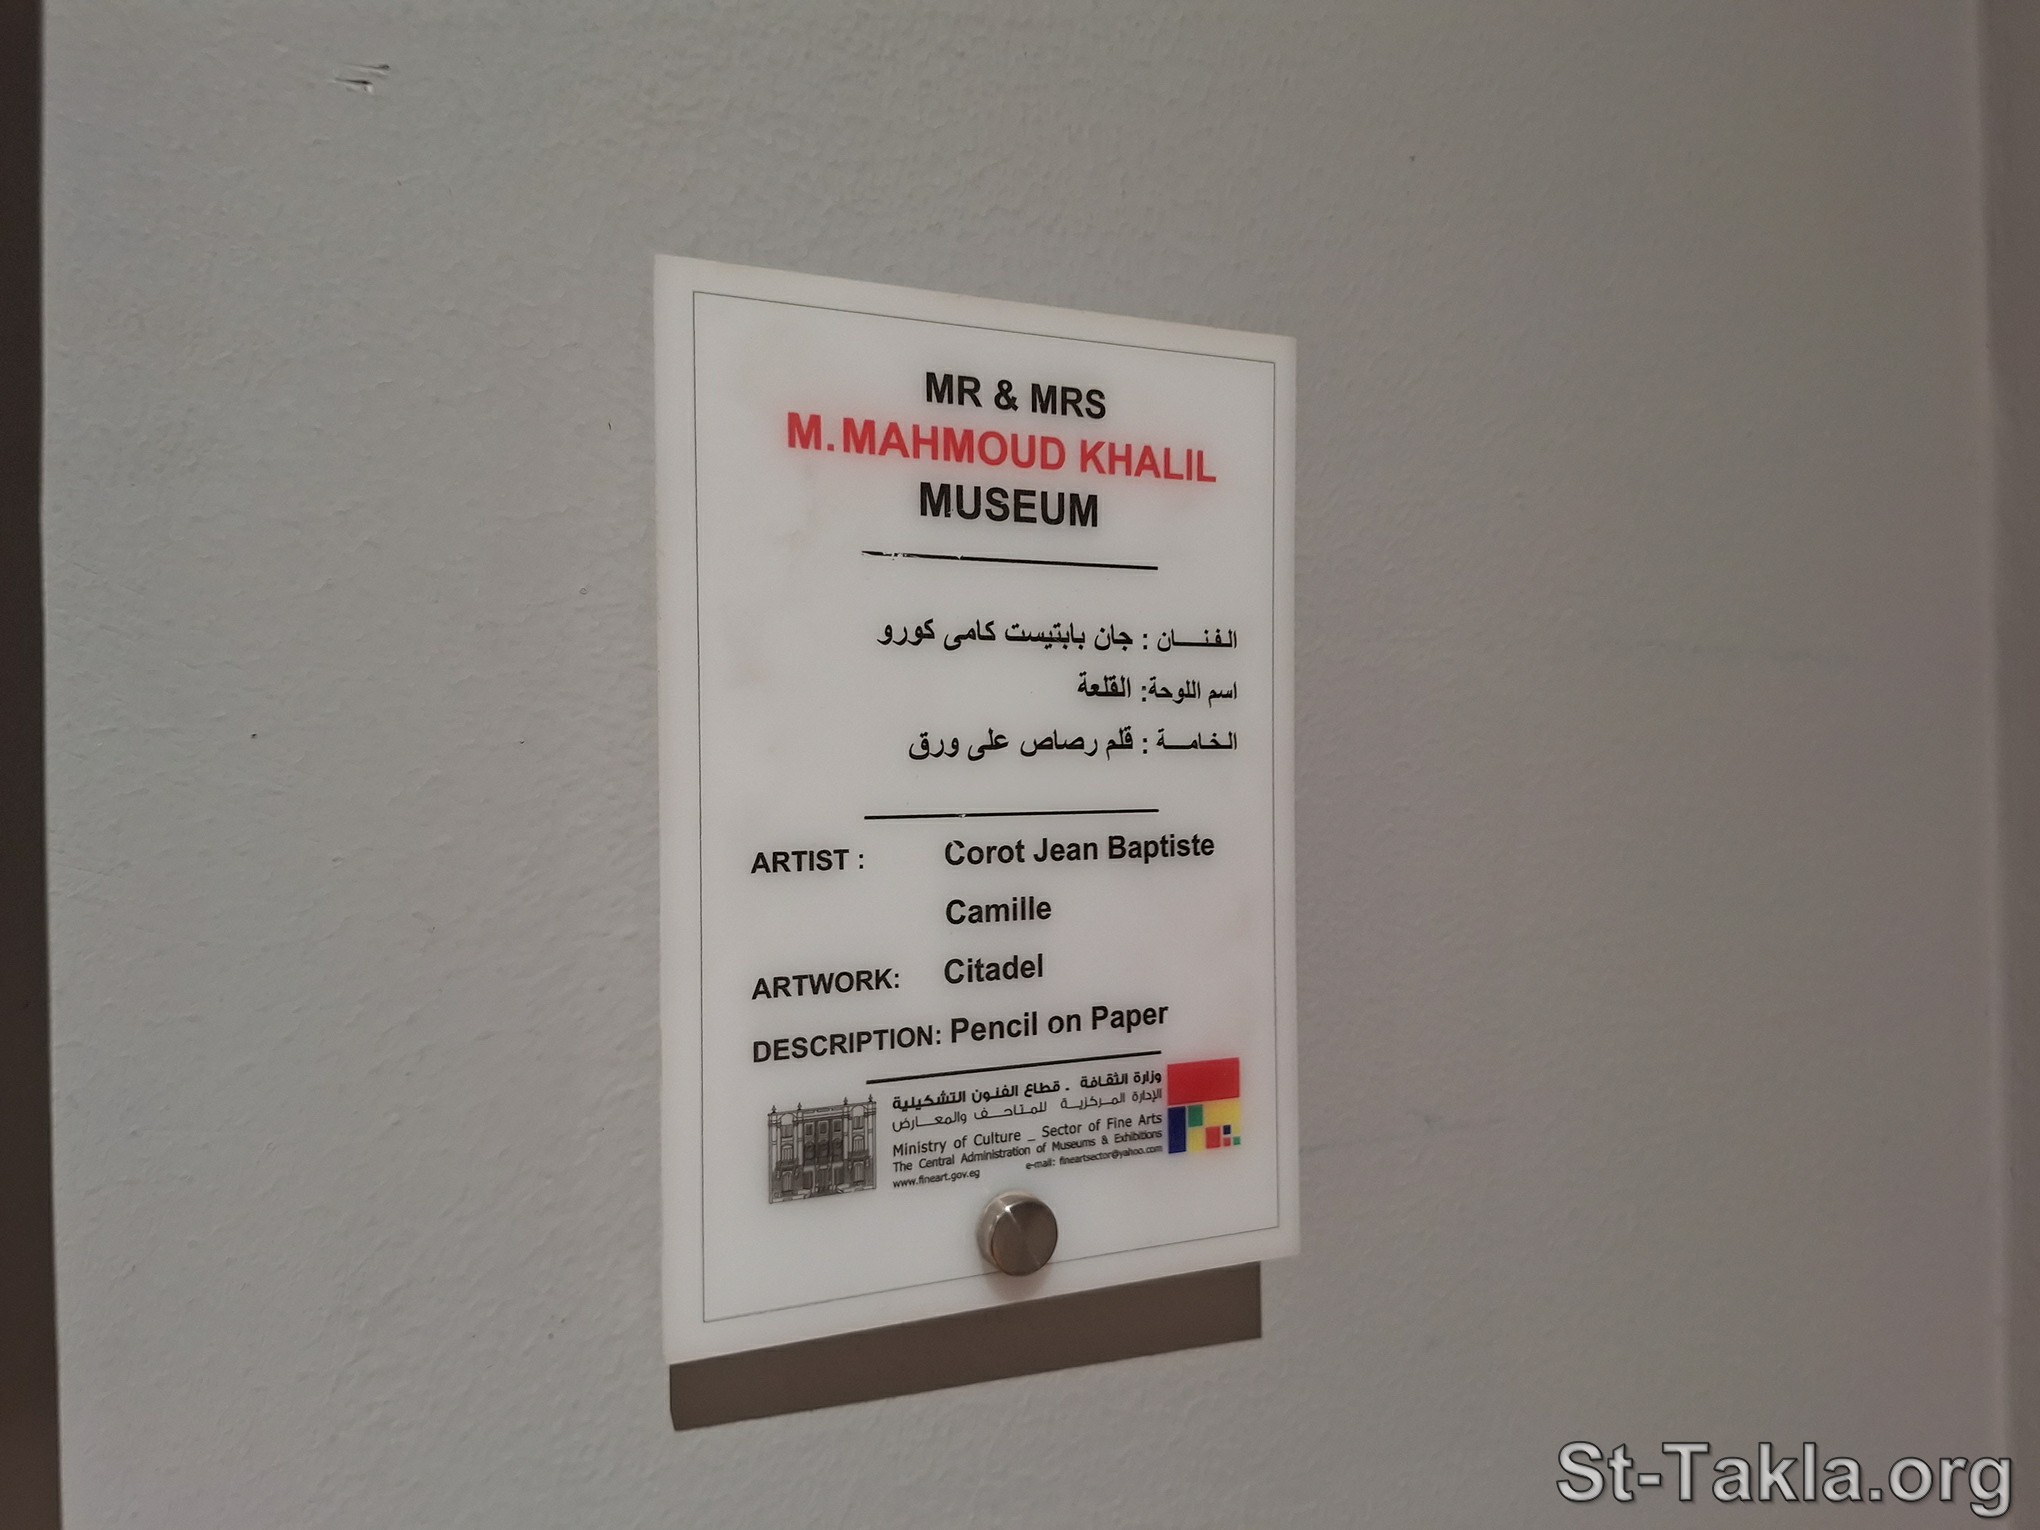 MR & MRS
M. MAHMOUD KHALIL
MUSEUM
الفنـــان : جان بابتيست كامى كورو
اسم اللوحة: القلعة
الخامـــة : قلم رصاص على ورق
ARTIST : Corot Jean Baptiste
Camille
ARTWORK: Citadel
DESCRIPTION: Pencil on Paper
وزارة الثقافة - قطاع الفنون التشكيلية
الإدارة المـركزيـة للمتاحـف والمعـارض
Ministry of Culture _ Sector of Fine Arts
The Central Administration of Museums & Exhibitions
www.fineart.gov.eg e-mail: fineartsector@yahoo.com
St-Takla.org